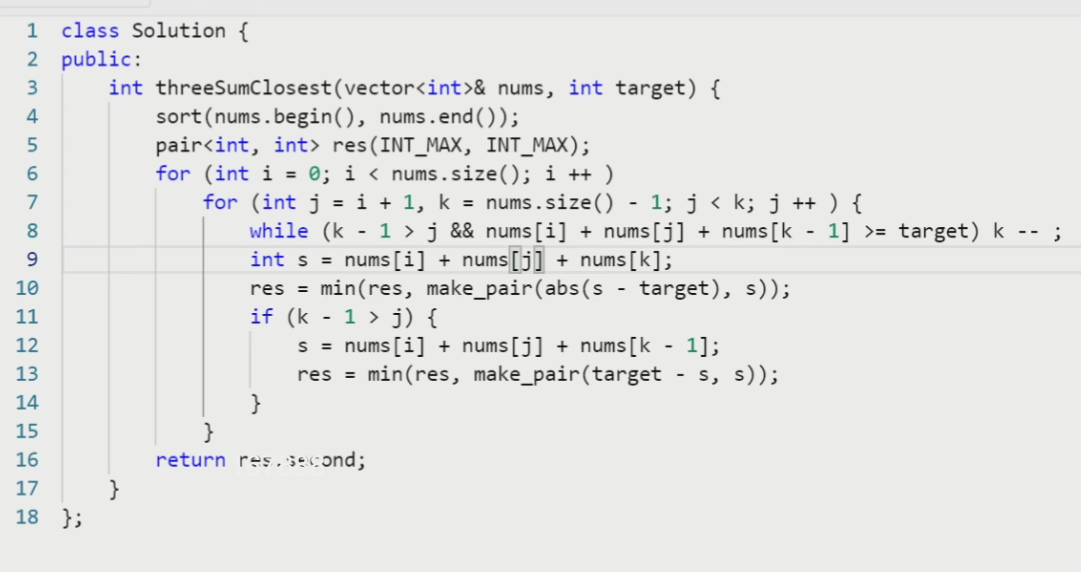 1 class Solution {
2 public:
3     int threeSumClosest(vector<int>& nums, int target) {
4         sort(nums.begin(), nums.end());
5         pair<int, int> res(INT_MAX, INT_MAX);
6         for (int i = 0; i < nums.size(); i ++ )
7             for (int j = i + 1, k = nums.size() - 1; j < k; j ++ ) {
8                 while (k - 1 > j && nums[i] + nums[j] + nums[k - 1] >= target) k -- ;
9                 int s = nums[i] + nums[j] + nums[k];
10                 res = min(res, make_pair(abs(s - target), s));
11                 if (k - 1 > j) {
12                     s = nums[i] + nums[j] + nums[k - 1];
13                     res = min(res, make_pair(target - s, s));
14                 }
15             }
16         return res.second;
17     }
18 };